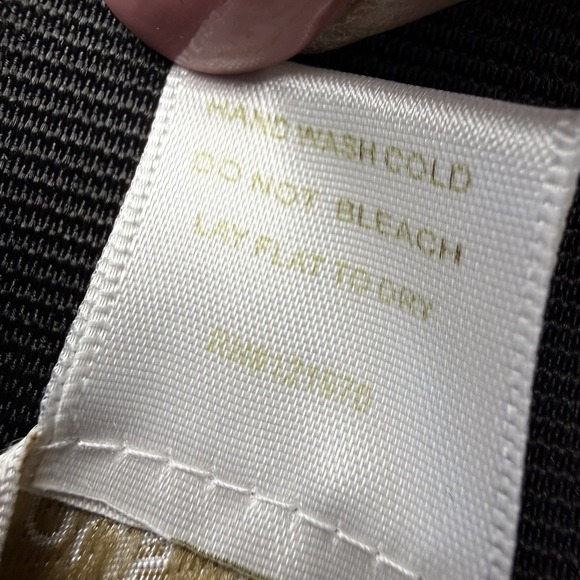 HAND WASH COLD
DO NOT BLEACH
LAY FLAT TO DRY